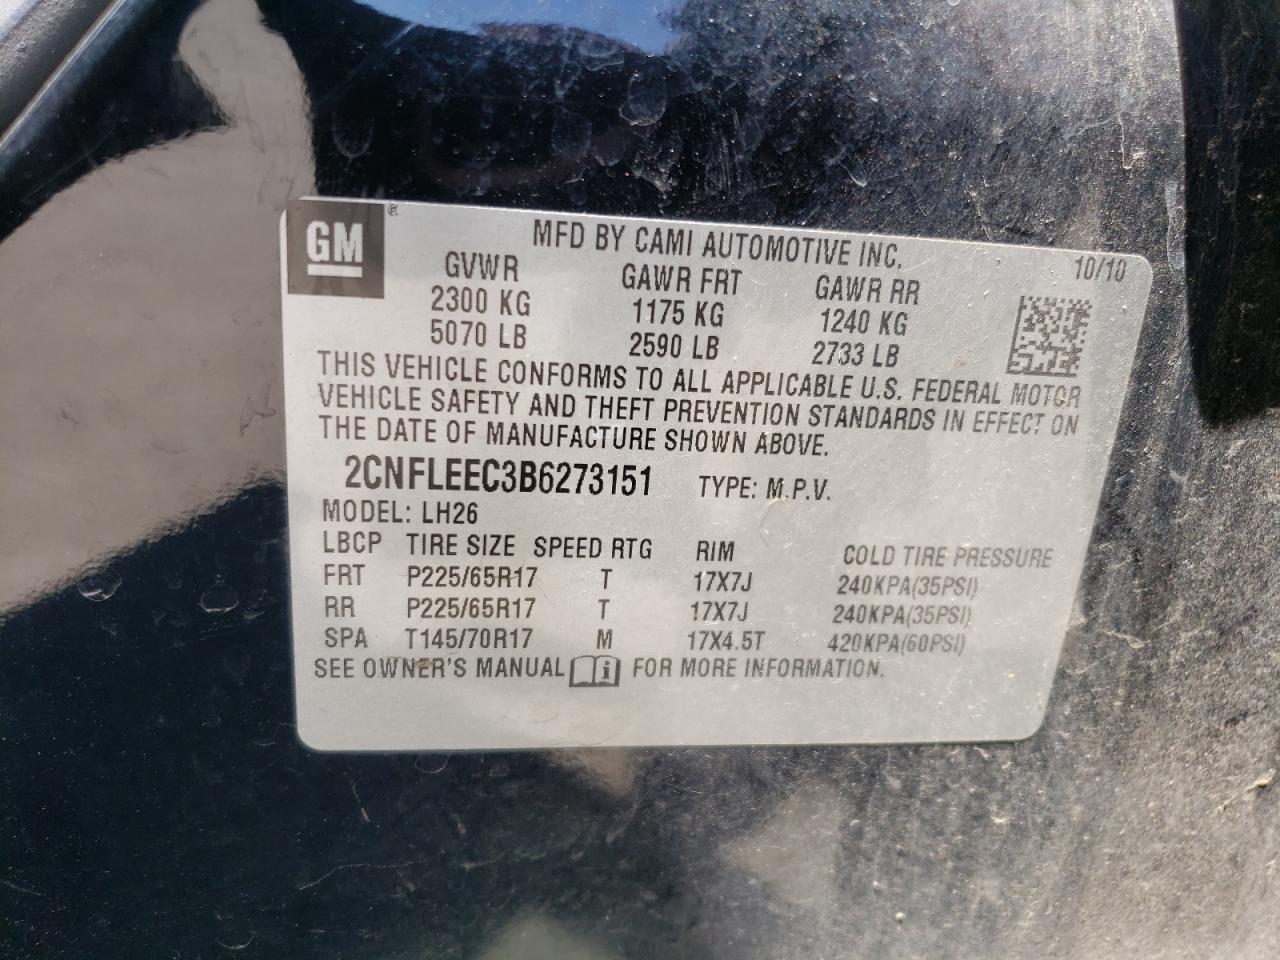 GM ®
MFD BY CAMI AUTOMOTIVE INC. 10/10
GVWR GAWR FRT GAWR RR
2300 KG 1175 KG 1240 KG
5070 LB 2590 LB 2733 LB
THIS VEHICLE CONFORMS TO ALL APPLICABLE U.S. FEDERAL MOTOR
VEHICLE SAFETY AND THEFT PREVENTION STANDARDS IN EFFECT ON
THE DATE OF MANUFACTURE SHOWN ABOVE.
2CNFLEEC3B6273151 TYPE: M.P.V.
MODEL: LH26
LBCP TIRE SIZE SPEED RTG RIM COLD TIRE PRESSURE
FRT P225/65R17 T 17X7J 240KPA(35PSI)
RR P225/65R17 T 17X7J 240KPA(35PSI)
SPA T145/70R17 M 17X4.5T 420KPA(60PSI)
SEE OWNER'S MANUAL i FOR MORE INFORMATION.